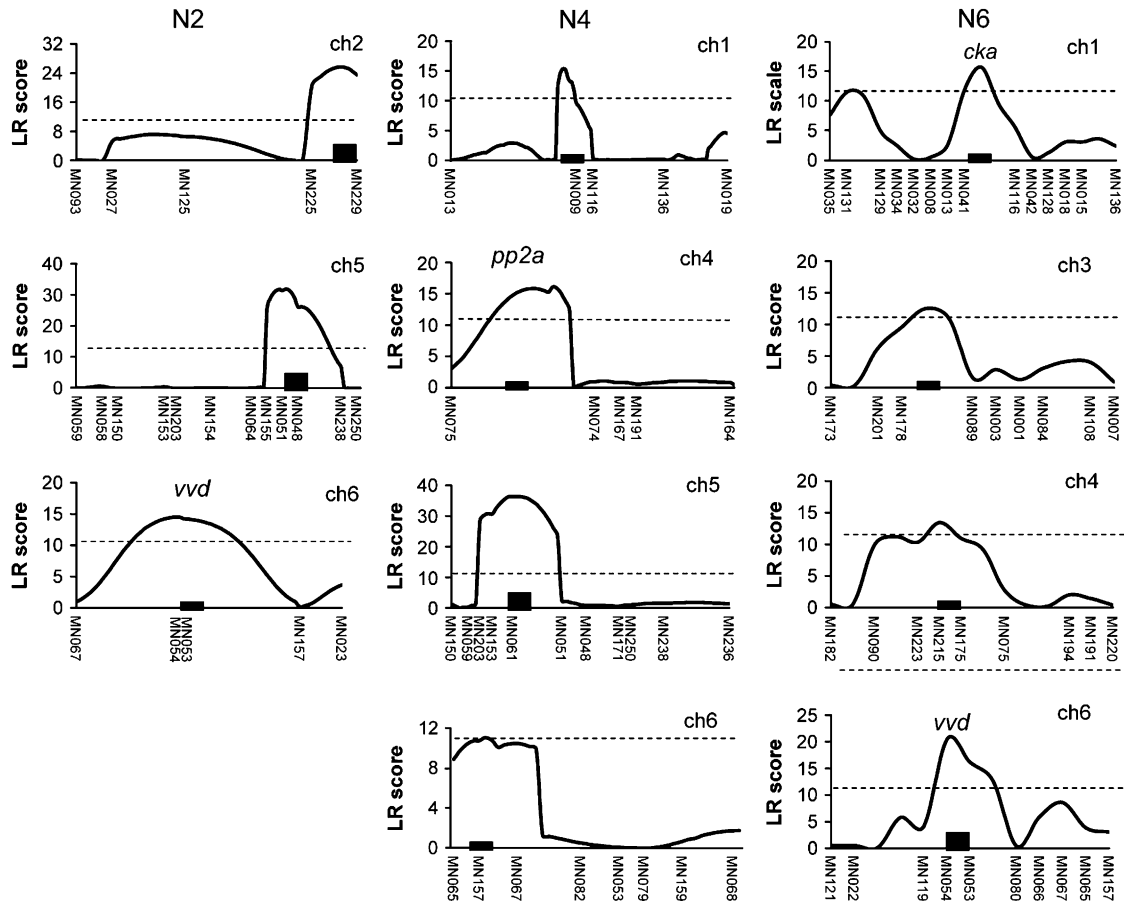 N2
N4
N6
ch2
LR score
32
24
16
8
0
MN093
MN027
MN125
MN225
MN229
ch1
LR score
20
15
10
5
0
MN013
MN009
MN116
MN136
MN019
cka
ch1
LR scale
20
15
10
5
0
MN035
MN131
MN129
MN034
MN032
MN008
MN013
MN041
MN116
MN042
MN128
MN018
MN015
MN136
ch5
LR score
40
30
20
10
0
MN059
MN058
MN150
MN153
MN203
MN154
MN064
MN155
MN051
MN048
MN238
MN250
pp2a
ch4
LR score
20
15
10
5
0
MN075
MN074
MN167
MN191
MN164
ch3
LR score
20
15
10
5
0
MN173
MN201
MN178
MN089
MN003
MN001
MN084
MN108
MN007
vvd
ch6
LR score
20
15
10
5
0
MN067
MN054
MN053
MN157
MN023
ch5
LR score
40
30
20
10
0
MN150
MN059
MN203
MN153
MN061
MN051
MN048
MN171
MN250
MN238
MN236
ch4
LR score
20
15
10
5
0
MN182
MN090
MN223
MN215
MN175
MN075
MN194
MN191
MN220
ch6
LR score
12
8
4
0
MN065
MN157
MN067
MN082
MN053
MN079
MN159
MN068
vvd
ch6
LR score
25
20
15
10
5
0
MN121
MN022
MN119
MN054
MN053
MN080
MN066
MN067
MN065
MN157